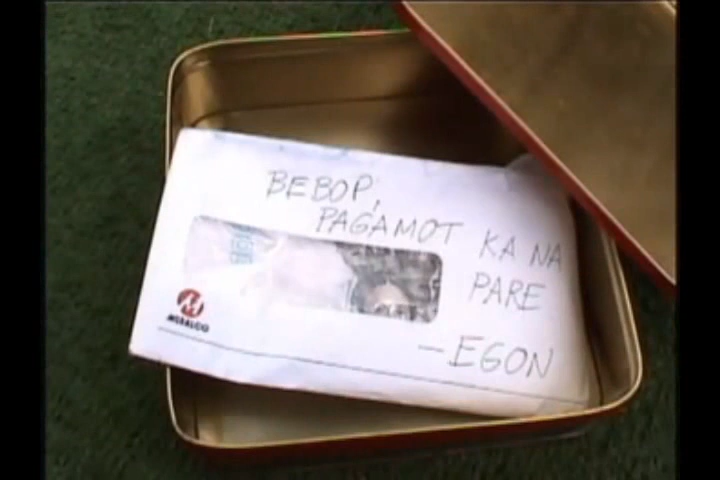 BEBOP,
PAGAMOT KA NA
PARE
— EGON
MERALCO